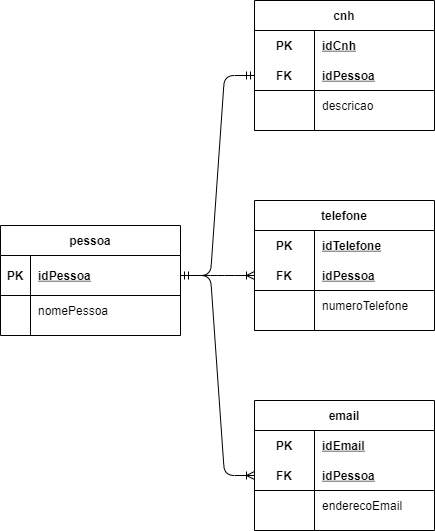 cnh
PK idCnh
FK idPessoa
descricao
pessoa
PK idPessoa
nomePessoa
telefone
PK idTelefone
FK idPessoa
numeroTelefone
email
PK idEmail
FK idPessoa
enderecoEmail